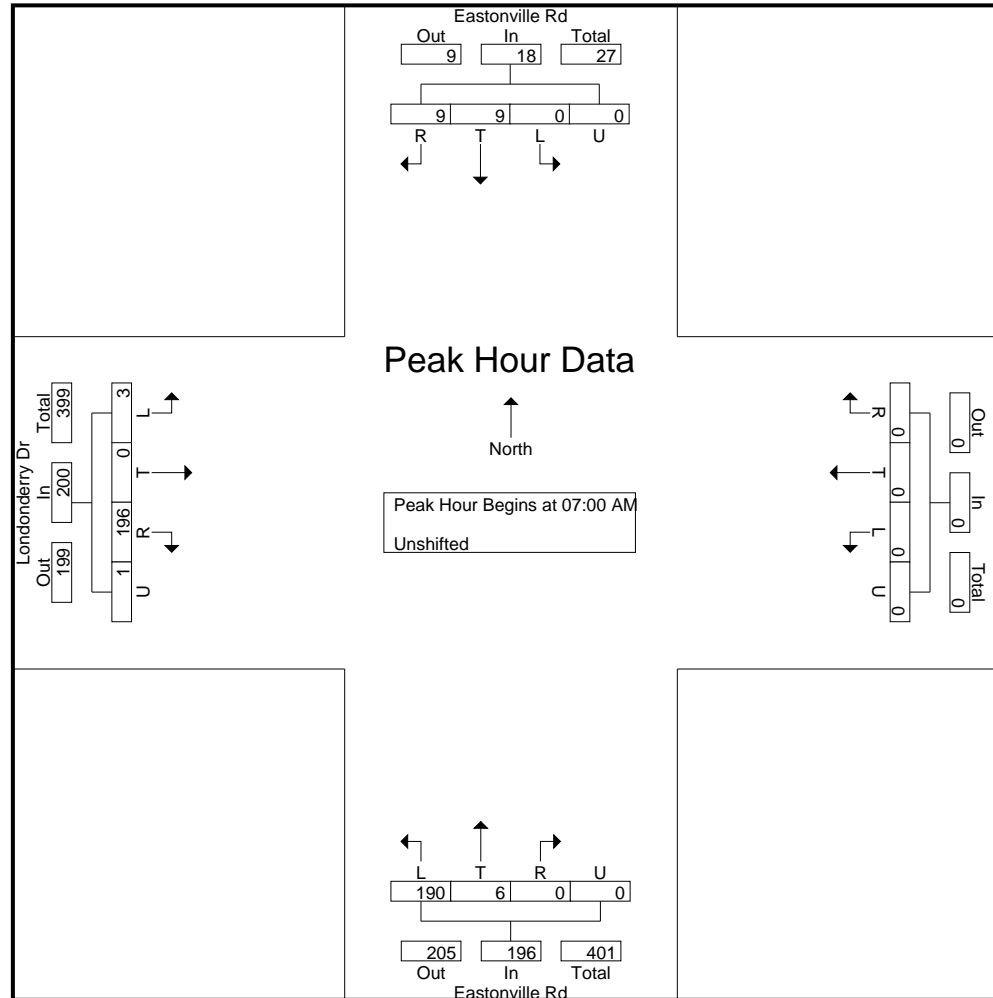 Eastonville Rd
Out In Total
9 18 27
9 9 0 0
R T L U
Peak Hour Data
North
Peak Hour Begins at 07:00 AM
Unshifted
Londonderry Dr
Out In Total
199 200 399
3 0 196 1
L T R U
R T L U
0 0 0 0
Out In Total
0 0 0
L T R U
190 6 0 0
205 196 401
Out In Total
Eastonville Rd